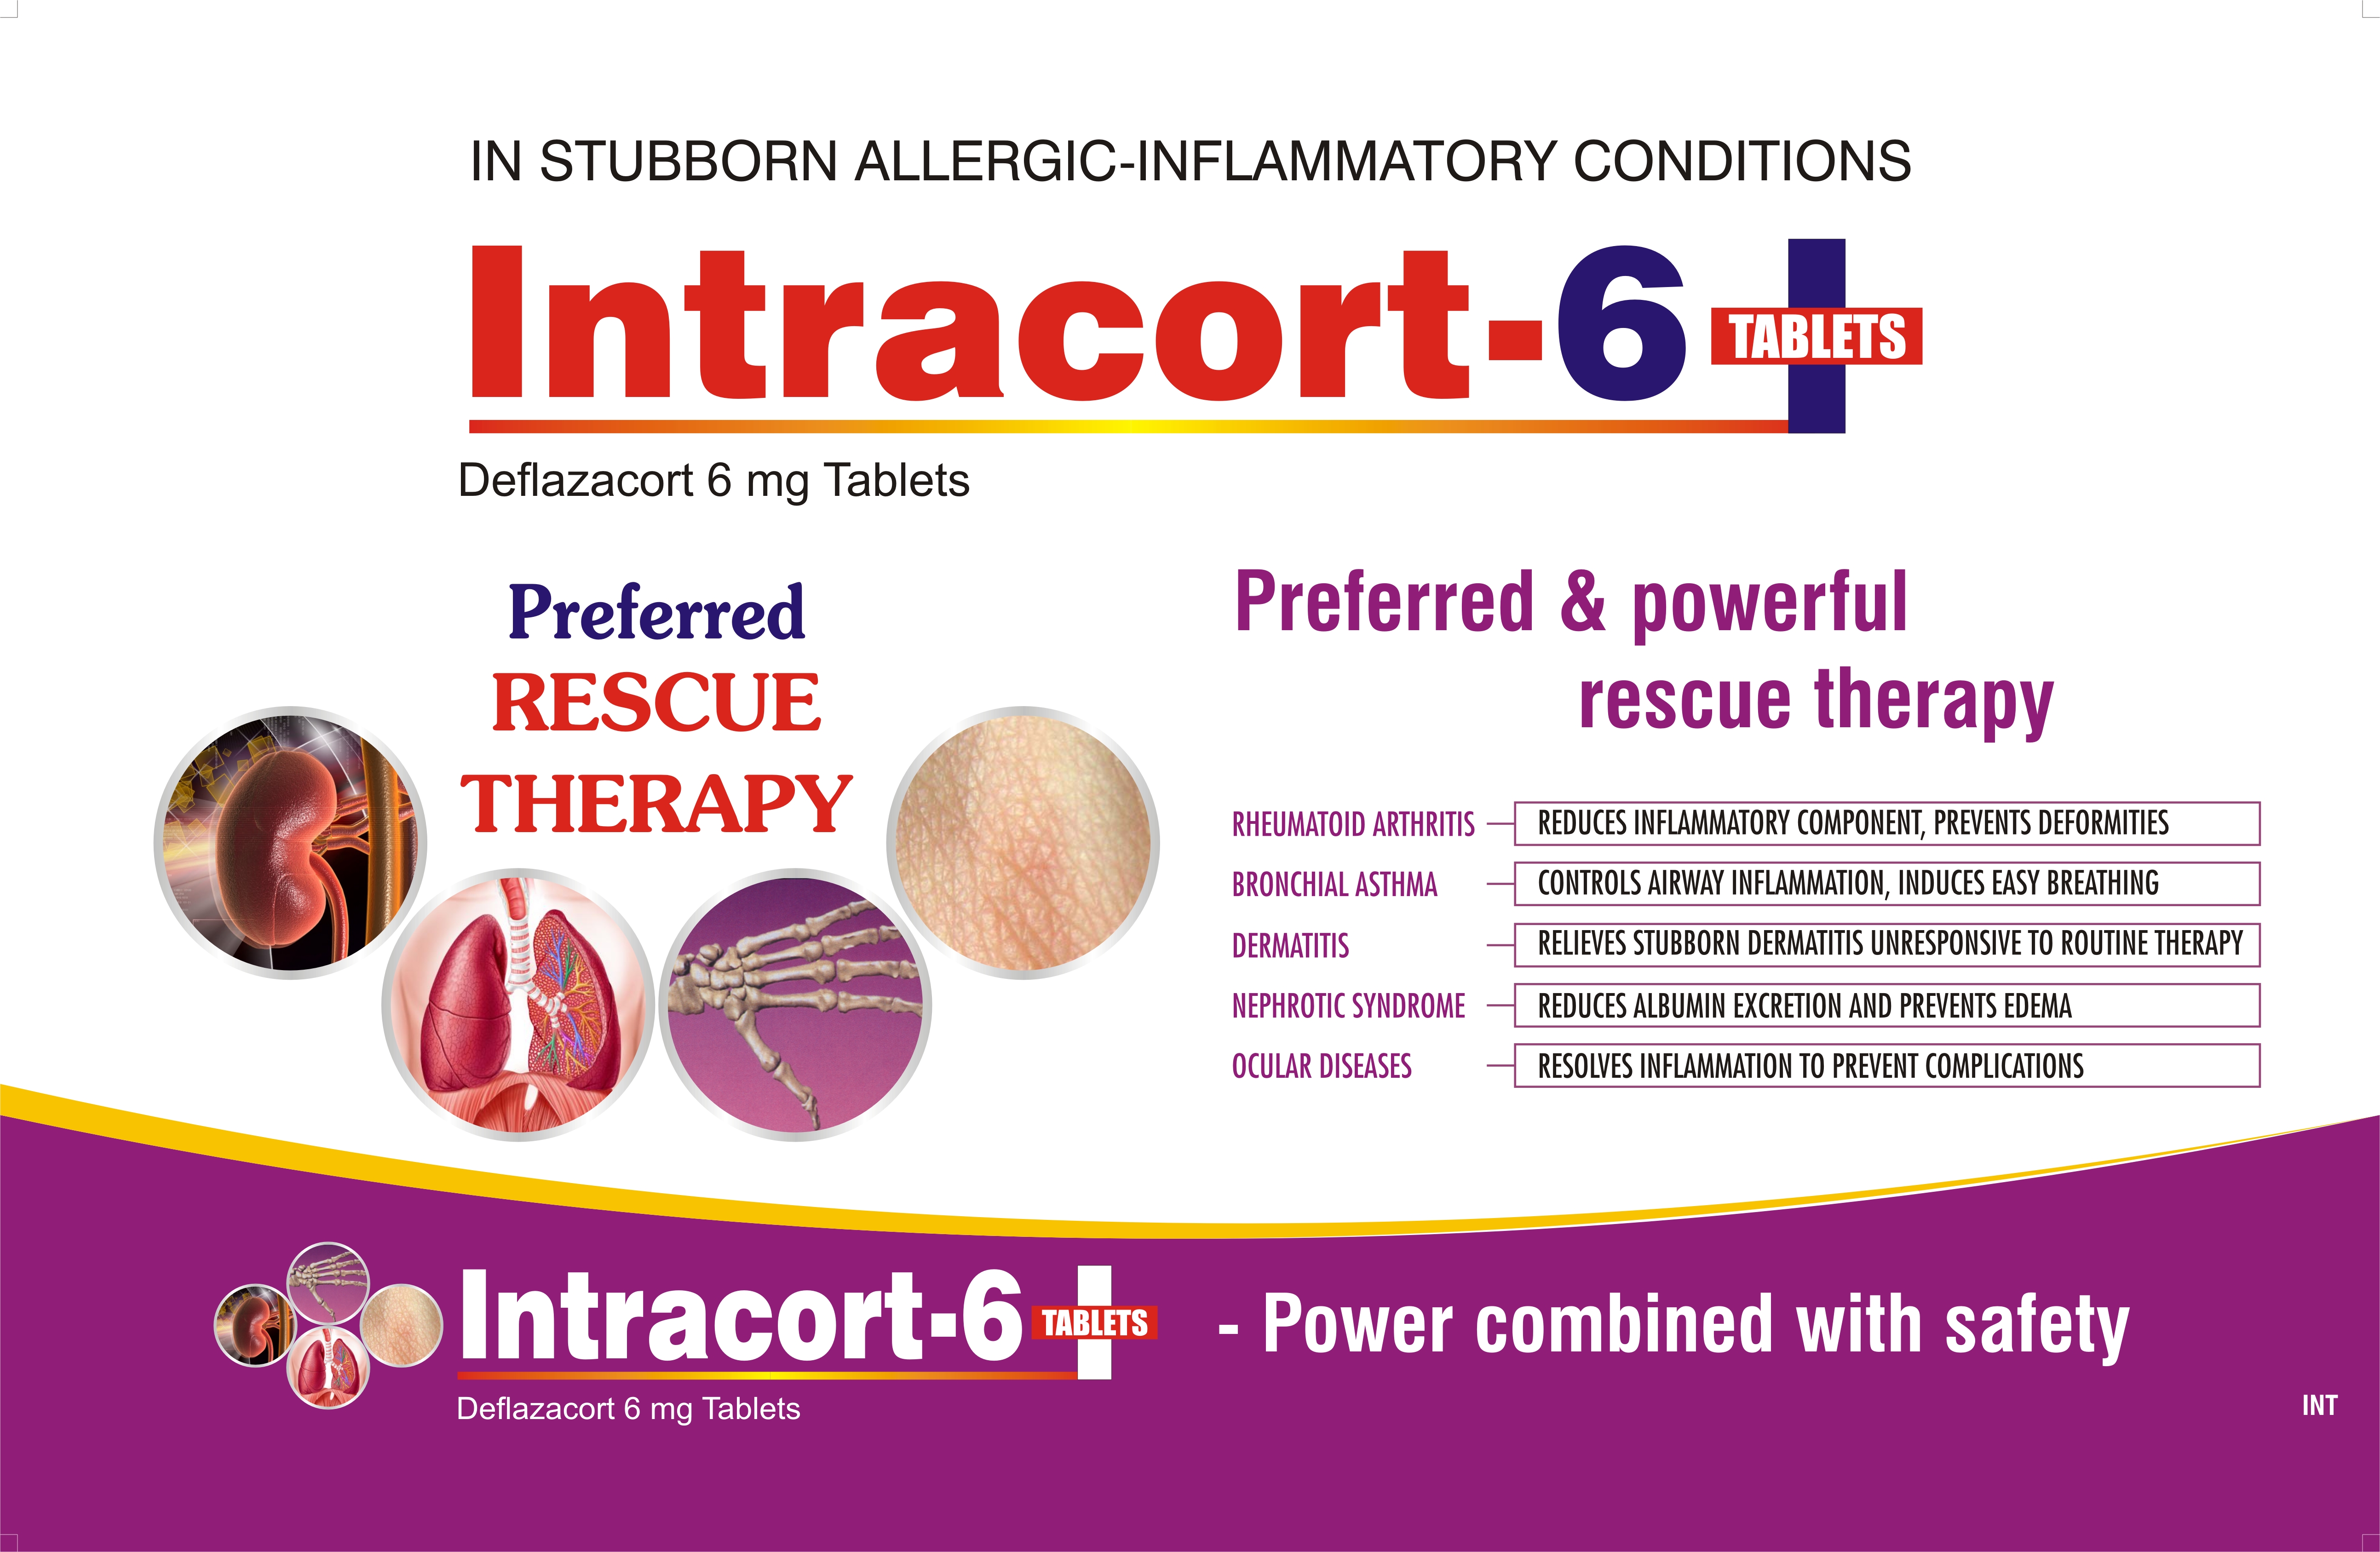 IN STUBBORN ALLERGIC-INFLAMMATORY CONDITIONS
Intracort-6 TABLETS
Deflazacort 6 mg Tablets
Preferred
RESCUE
THERAPY
Preferred & powerful
rescue therapy
RHEUMATOID ARTHRITIS REDUCES INFLAMMATORY COMPONENT, PREVENTS DEFORMITIES
BRONCHIAL ASTHMA CONTROLS AIRWAY INFLAMMATION, INDUCES EASY BREATHING
DERMATITIS RELIEVES STUBBORN DERMATITIS UNRESPONSIVE TO ROUTINE THERAPY
NEPHROTIC SYNDROME REDUCES ALBUMIN EXCRETION AND PREVENTS EDEMA
OCULAR DISEASES RESOLVES INFLAMMATION TO PREVENT COMPLICATIONS
Intracort-6 TABLETS - Power combined with safety
Deflazacort 6 mg Tablets
INT